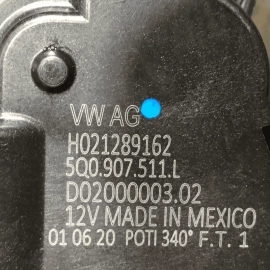 VW AG
H021289162
5Q0.907.511.L
D02000003.02
12V MADE IN MEXICO
01 06 20 POTI 340° F.T. 1